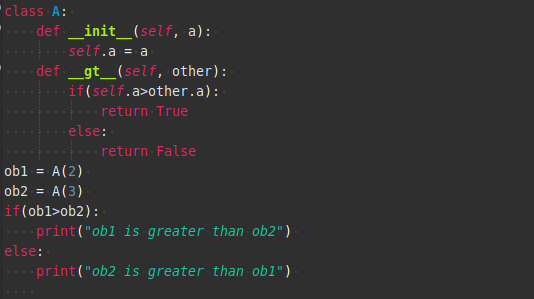 class A:
    def __init__(self, a):
        self.a = a
    def __gt__(self, other):
        if(self.a>other.a):
            return True
        else:
            return False
ob1 = A(2)
ob2 = A(3)
if(ob1>ob2):
    print("ob1 is greater than ob2")
else:
    print("ob2 is greater than ob1")